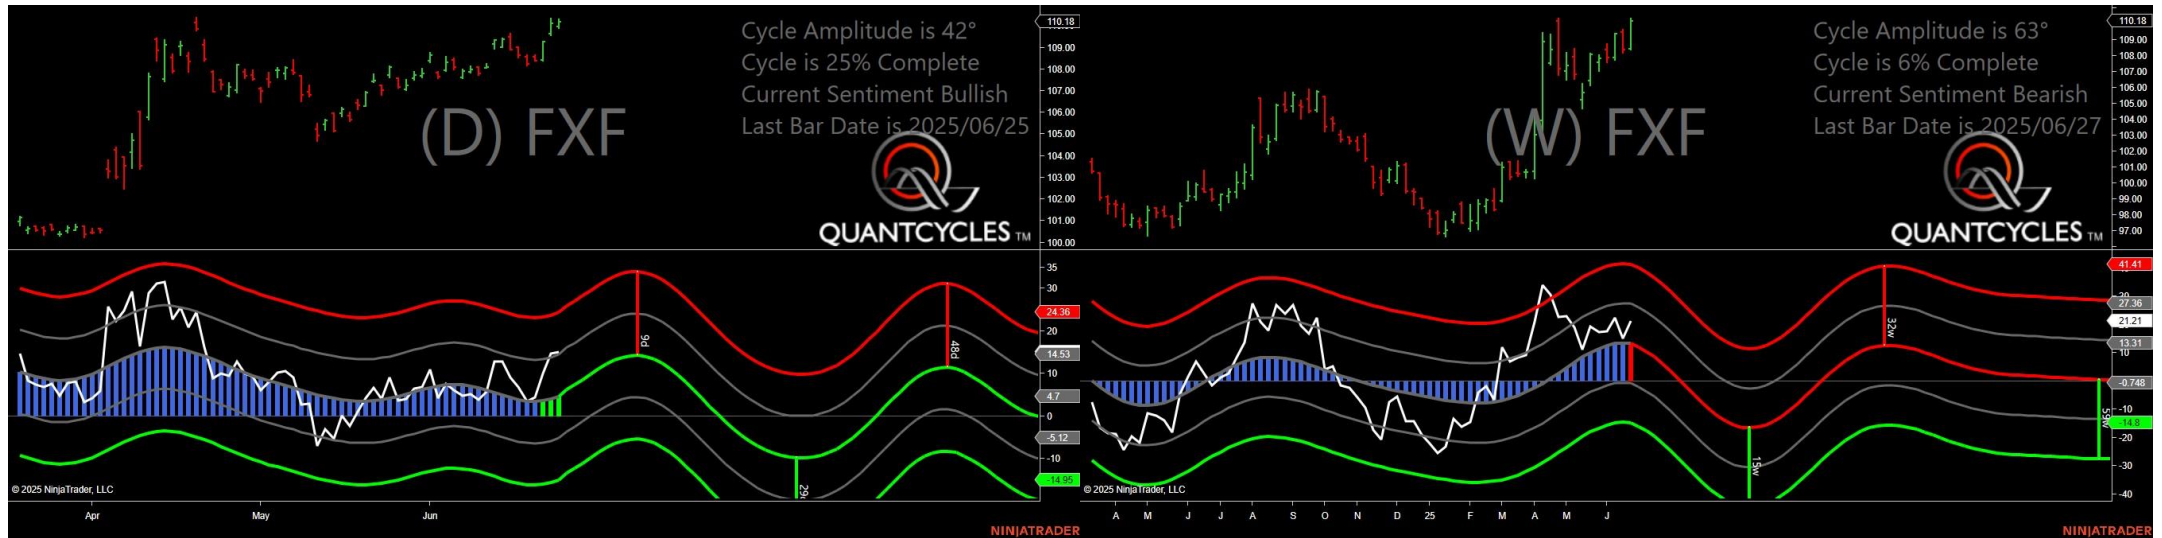 Cycle Amplitude is 42°
Cycle is 25% Complete
Current Sentiment Bullish
Last Bar Date is 2025/06/25
(D) FXF
QUANTCYCLES TM
110.18
109.00
108.00
107.00
106.00
105.00
104.00
103.00
102.00
101.00
100.00
35
30
24.36
20
14.53
10
4.7
0
-5.12
-10
-14.95
9d
48d
29
© 2025 NinjaTrader, LLC
Apr
May
Jun
NINJATRADER
Cycle Amplitude is 63°
Cycle is 6% Complete
Current Sentiment Bearish
Last Bar Date is 2025/06/27
(W) FXF
QUANTCYCLES TM
110.18
109.00
108.00
107.00
106.00
105.00
104.00
103.00
102.00
101.00
100.00
99.00
98.00
97.00
41.41
27.36
21.21
13.31
10
-0.748
-10
-14.8
-20
-30
-40
32w
15w
59w
© 2025 NinjaTrader, LLC
A
M
J
J
A
S
O
N
D
25
F
M
A
M
J
NINJATRADER